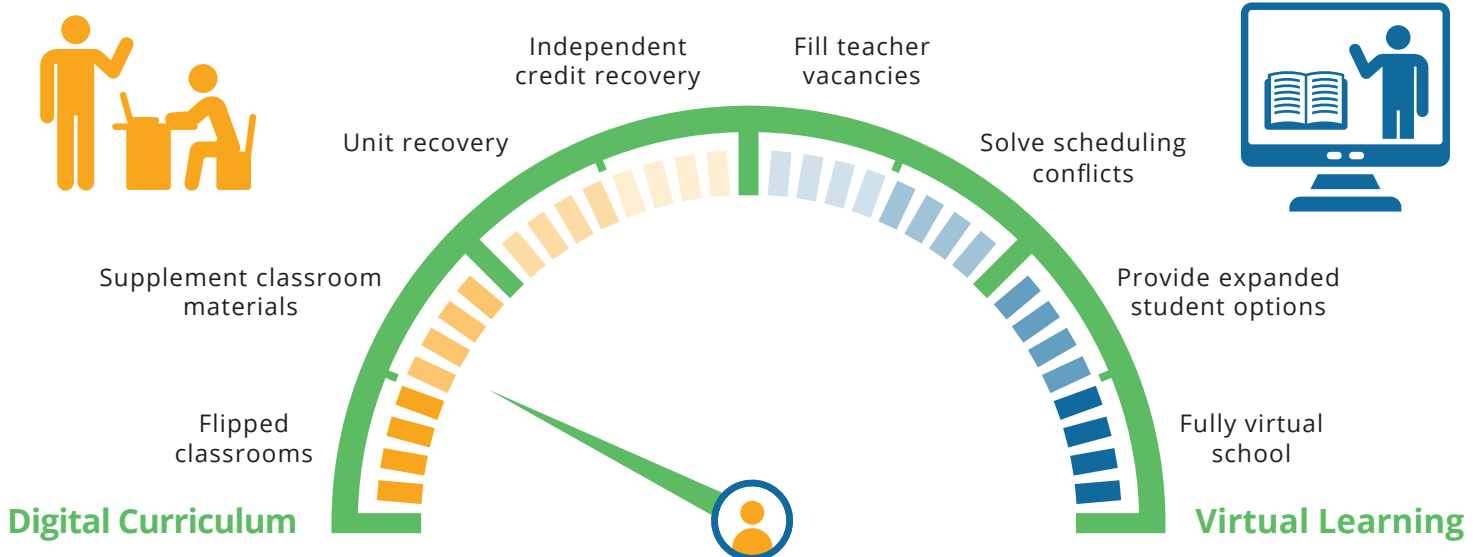 Independent
credit recovery
Fill teacher
vacancies
Unit recovery
Solve scheduling
conflicts
Supplement classroom
materials
Provide expanded
student options
Flipped
classrooms
Fully virtual
school
Digital Curriculum
Virtual Learning